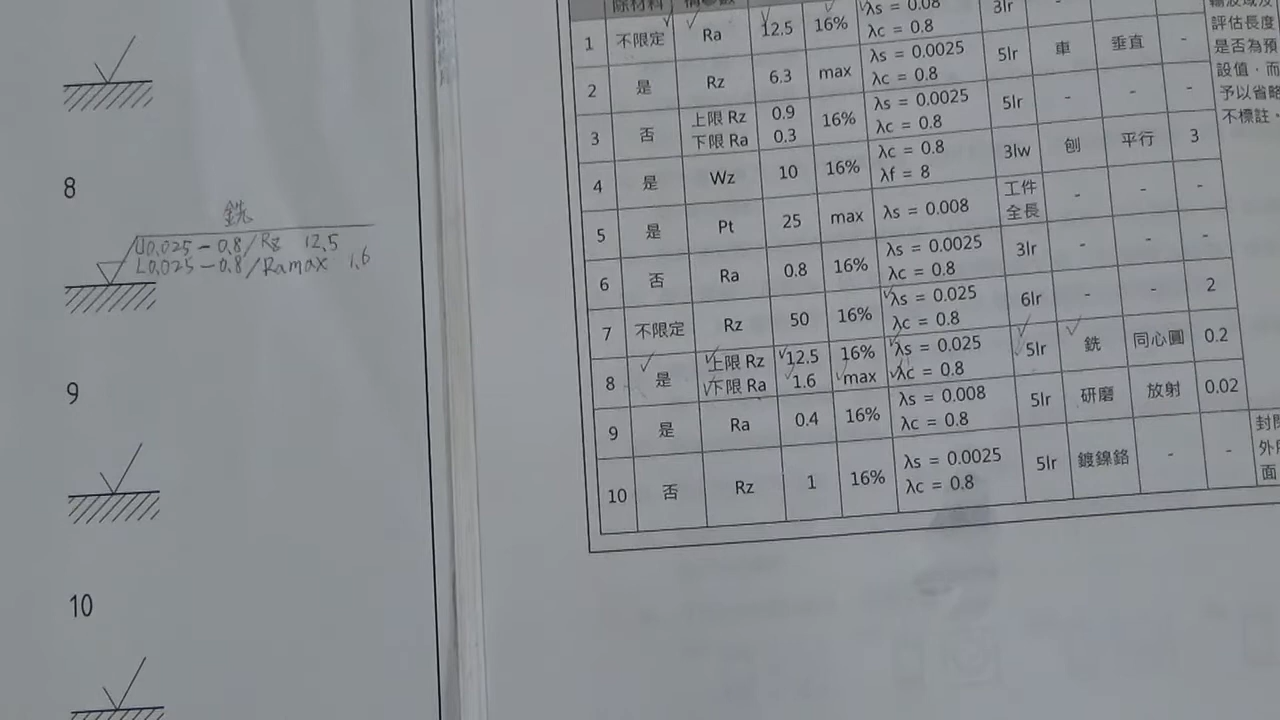 8
銑
U0.025-0.8/Rz 12.5
L0.025-0.8/Ramax 1.6
9
10
除材料
1 不限定 Ra 12.5 16% λs = 0.08 λc = 0.8 3lr - - -
2 是 Rz 6.3 max λs = 0.0025 λc = 0.8 5lr 車 垂直 -
3 否 上限 Rz 下限 Ra 0.9 0.3 16% λs = 0.0025 λc = 0.8 5lr - - -
4 是 Wz 10 16% λc = 0.8 λf = 8 3lw 刨 平行 3
5 是 Pt 25 max λs = 0.008 工件全長 - - -
6 否 Ra 0.8 16% λs = 0.0025 λc = 0.8 3lr - - -
7 不限定 Rz 50 16% λs = 0.025 λc = 0.8 6lr - - 2
8 是 上限 Rz 下限 Ra 12.5 1.6 16% max λs = 0.025 λc = 0.8 5lr 銑 同心圓 0.2
9 是 Ra 0.4 16% λs = 0.008 λc = 0.8 5lr 研磨 放射 0.02
10 否 Rz 1 16% λs = 0.0025 λc = 0.8 5lr 鍍鎳鉻 - -
評估長度
是否為預
設值，而
予以省略
不標註、
外
面